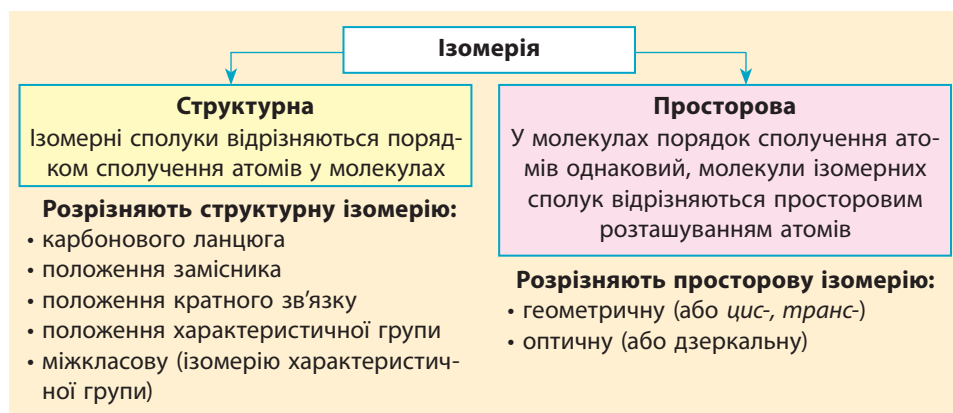 Ізомерія
Структурна
Ізомерні сполуки відрізняються поряд-
ком сполучення атомів у молекулах
Розрізняють структурну ізомерію:
• карбонового ланцюга
• положення замісника
• положення кратного зв'язку
• положення характеристичної групи
• міжкласову (ізомерію характеристич-
ної групи)
Просторова
У молекулах порядок сполучення ато-
мів однаковий, молекули ізомерних
сполук відрізняються просторовим
розташуванням атомів
Розрізняють просторову ізомерію:
• геометричну (або цис-, транс-)
• оптичну (або дзеркальну)